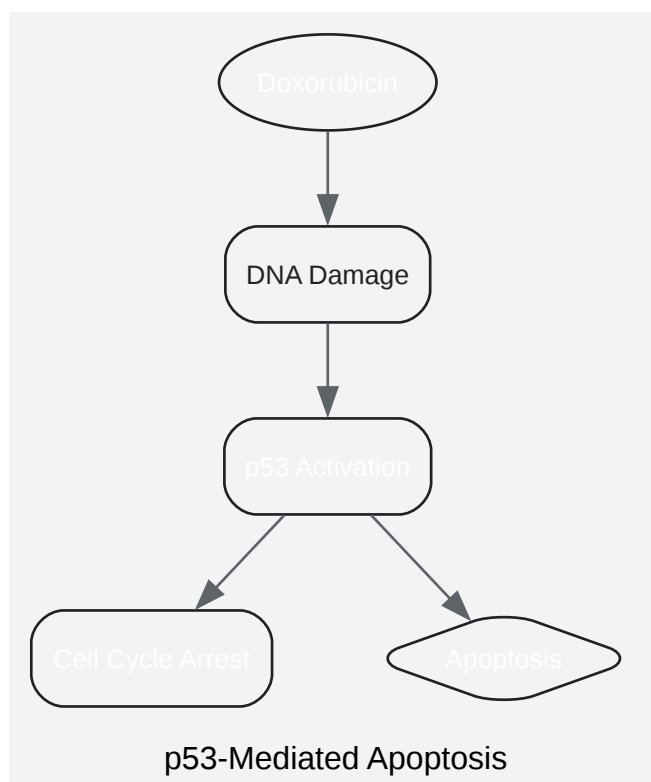 Doxorubicin
DNA Damage
p53 Activation
Cell Cycle Arrest
Apoptosis
p53-Mediated Apoptosis